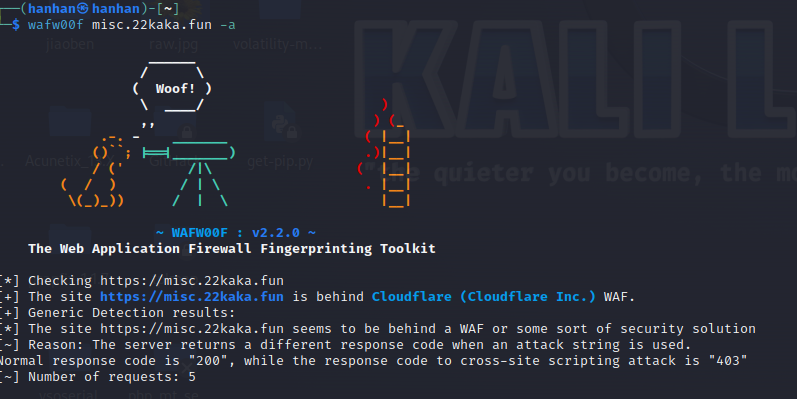 (hanhan㉿hanhan)-[~]
$ wafw00f misc.22kaka.fun -a
jiaoben raw.jpg volatility-m...
KALI L
Woof!
Acunetix_ get-pip.py
"the quieter you become, the mo
~ WAFW00F : v2.2.0 ~
The Web Application Firewall Fingerprinting Toolkit
[*] Checking https://misc.22kaka.fun
[+] The site https://misc.22kaka.fun is behind Cloudflare (Cloudflare Inc.) WAF.
[+] Generic Detection results:
[*] The site https://misc.22kaka.fun seems to be behind a WAF or some sort of security solution
[~] Reason: The server returns a different response code when an attack string is used.
Normal response code is "200", while the response code to cross-site scripting attack is "403"
[~] Number of requests: 5